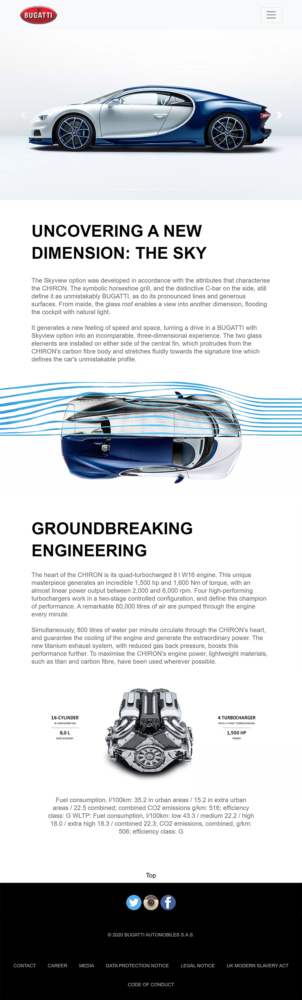 BUGATTI
UNCOVERING A NEW
DIMENSION: THE SKY
The Skyview option was developed in accordance with the attributes that characterise
the CHIRON. The symbolic horseshoe grill, and the distinctive C-bar on the side, still
define it as unmistakably BUGATTI, as do its pronounced lines and generous
surfaces. From inside, the glass roof enables a view into another dimension, flooding
the cockpit with natural light.
It generates a new feeling of speed and space, turning a drive in a BUGATTI with
Skyview option into an incomparable, three-dimensional experience. The two glass
elements are installed on either side of the central fin, which protrudes from the
CHIRON's carbon fibre body and stretches fluidly towards the signature line which
defines the car's unmistakable profile.
GROUNDBREAKING
ENGINEERING
The heart of the CHIRON is its quad-turbocharged 8 l W16 engine. This unique
masterpiece generates an incredible 1,500 hp and 1,600 Nm of torque, with an
almost linear power output between 2,000 and 6,000 rpm. Four high-performing
turbochargers work in a two-stage controlled configuration, and define this champion
of performance. A remarkable 60,000 litres of air are pumped through the engine
every minute.
Simultaneously, 800 litres of water per minute circulate through the CHIRON’s heart,
and guarantee the cooling of the engine and generate the extraordinary power. The
new titanium exhaust system, with reduced gas back pressure, boosts this
performance further. To maximise the CHIRON’s engine power, lightweight materials,
such as titan and carbon fibre, have been used wherever possible.
16-CYLINDER
W CONFIGURATION
8,0 L
DISPLACEMENT
4 TURBOCHARGER
WITH 2-STAGE TURBOCHARGING
1,500 HP
POWER
Fuel consumption, l/100km: 35.2 in urban areas / 15.2 in extra urban
areas / 22.5 combined; combined CO2 emissions g/km: 516; efficiency
class: G WLTP: Fuel consumption, l/100km: low 43.3 / medium 22.2 / high
18.0 / extra high 18.3 / combined 22.3; CO2 emissions, combined, g/km:
506; efficiency class: G
Top
© 2020 BUGATTI AUTOMOBILES S.A.S.
CONTACT CAREER MEDIA DATA PROTECTION NOTICE LEGAL NOTICE UK MODERN SLAVERY ACT
CODE OF CONDUCT